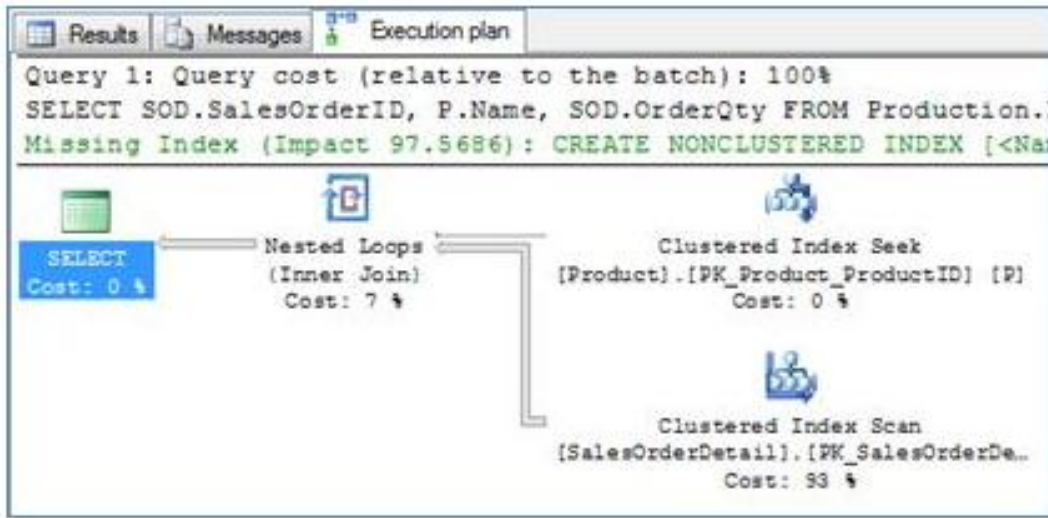 Results Messages Execution plan
Query 1: Query cost (relative to the batch): 100%
SELECT SOD.SalesOrderID, P.Name, SOD.OrderQty FROM Production.
Missing Index (Impact 97.5686): CREATE NONCLUSTERED INDEX [<Na
SELECT
Cost: 0 %
Nested Loops
(Inner Join)
Cost: 7 %
Clustered Index Seek
[Product].[PK_Product_ProductID] [P]
Cost: 0 %
Clustered Index Scan
[SalesOrderDetail].[PK_SalesOrderDe…
Cost: 93 %